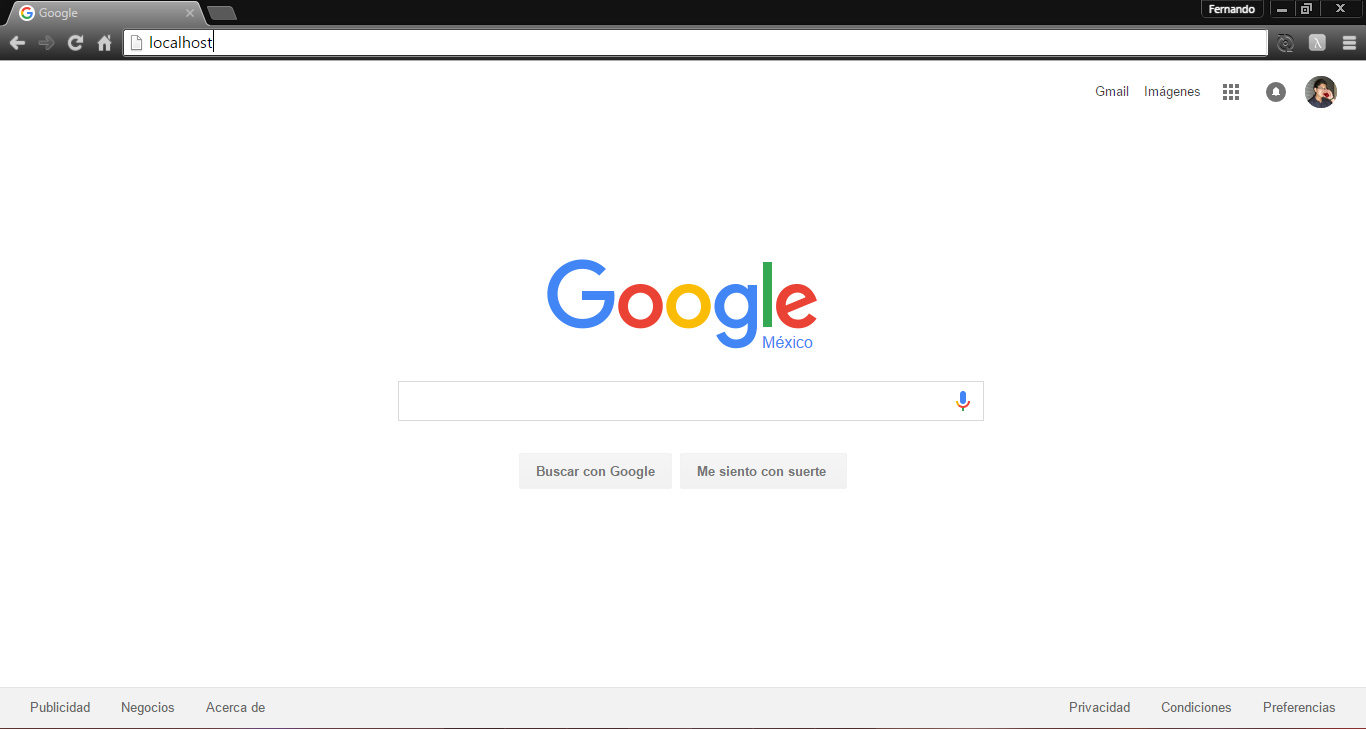 Google
Fernando
localhost
Gmail Imágenes
Google
México
Buscar con Google Me siento con suerte
Publicidad Negocios Acerca de Privacidad Condiciones Preferencias